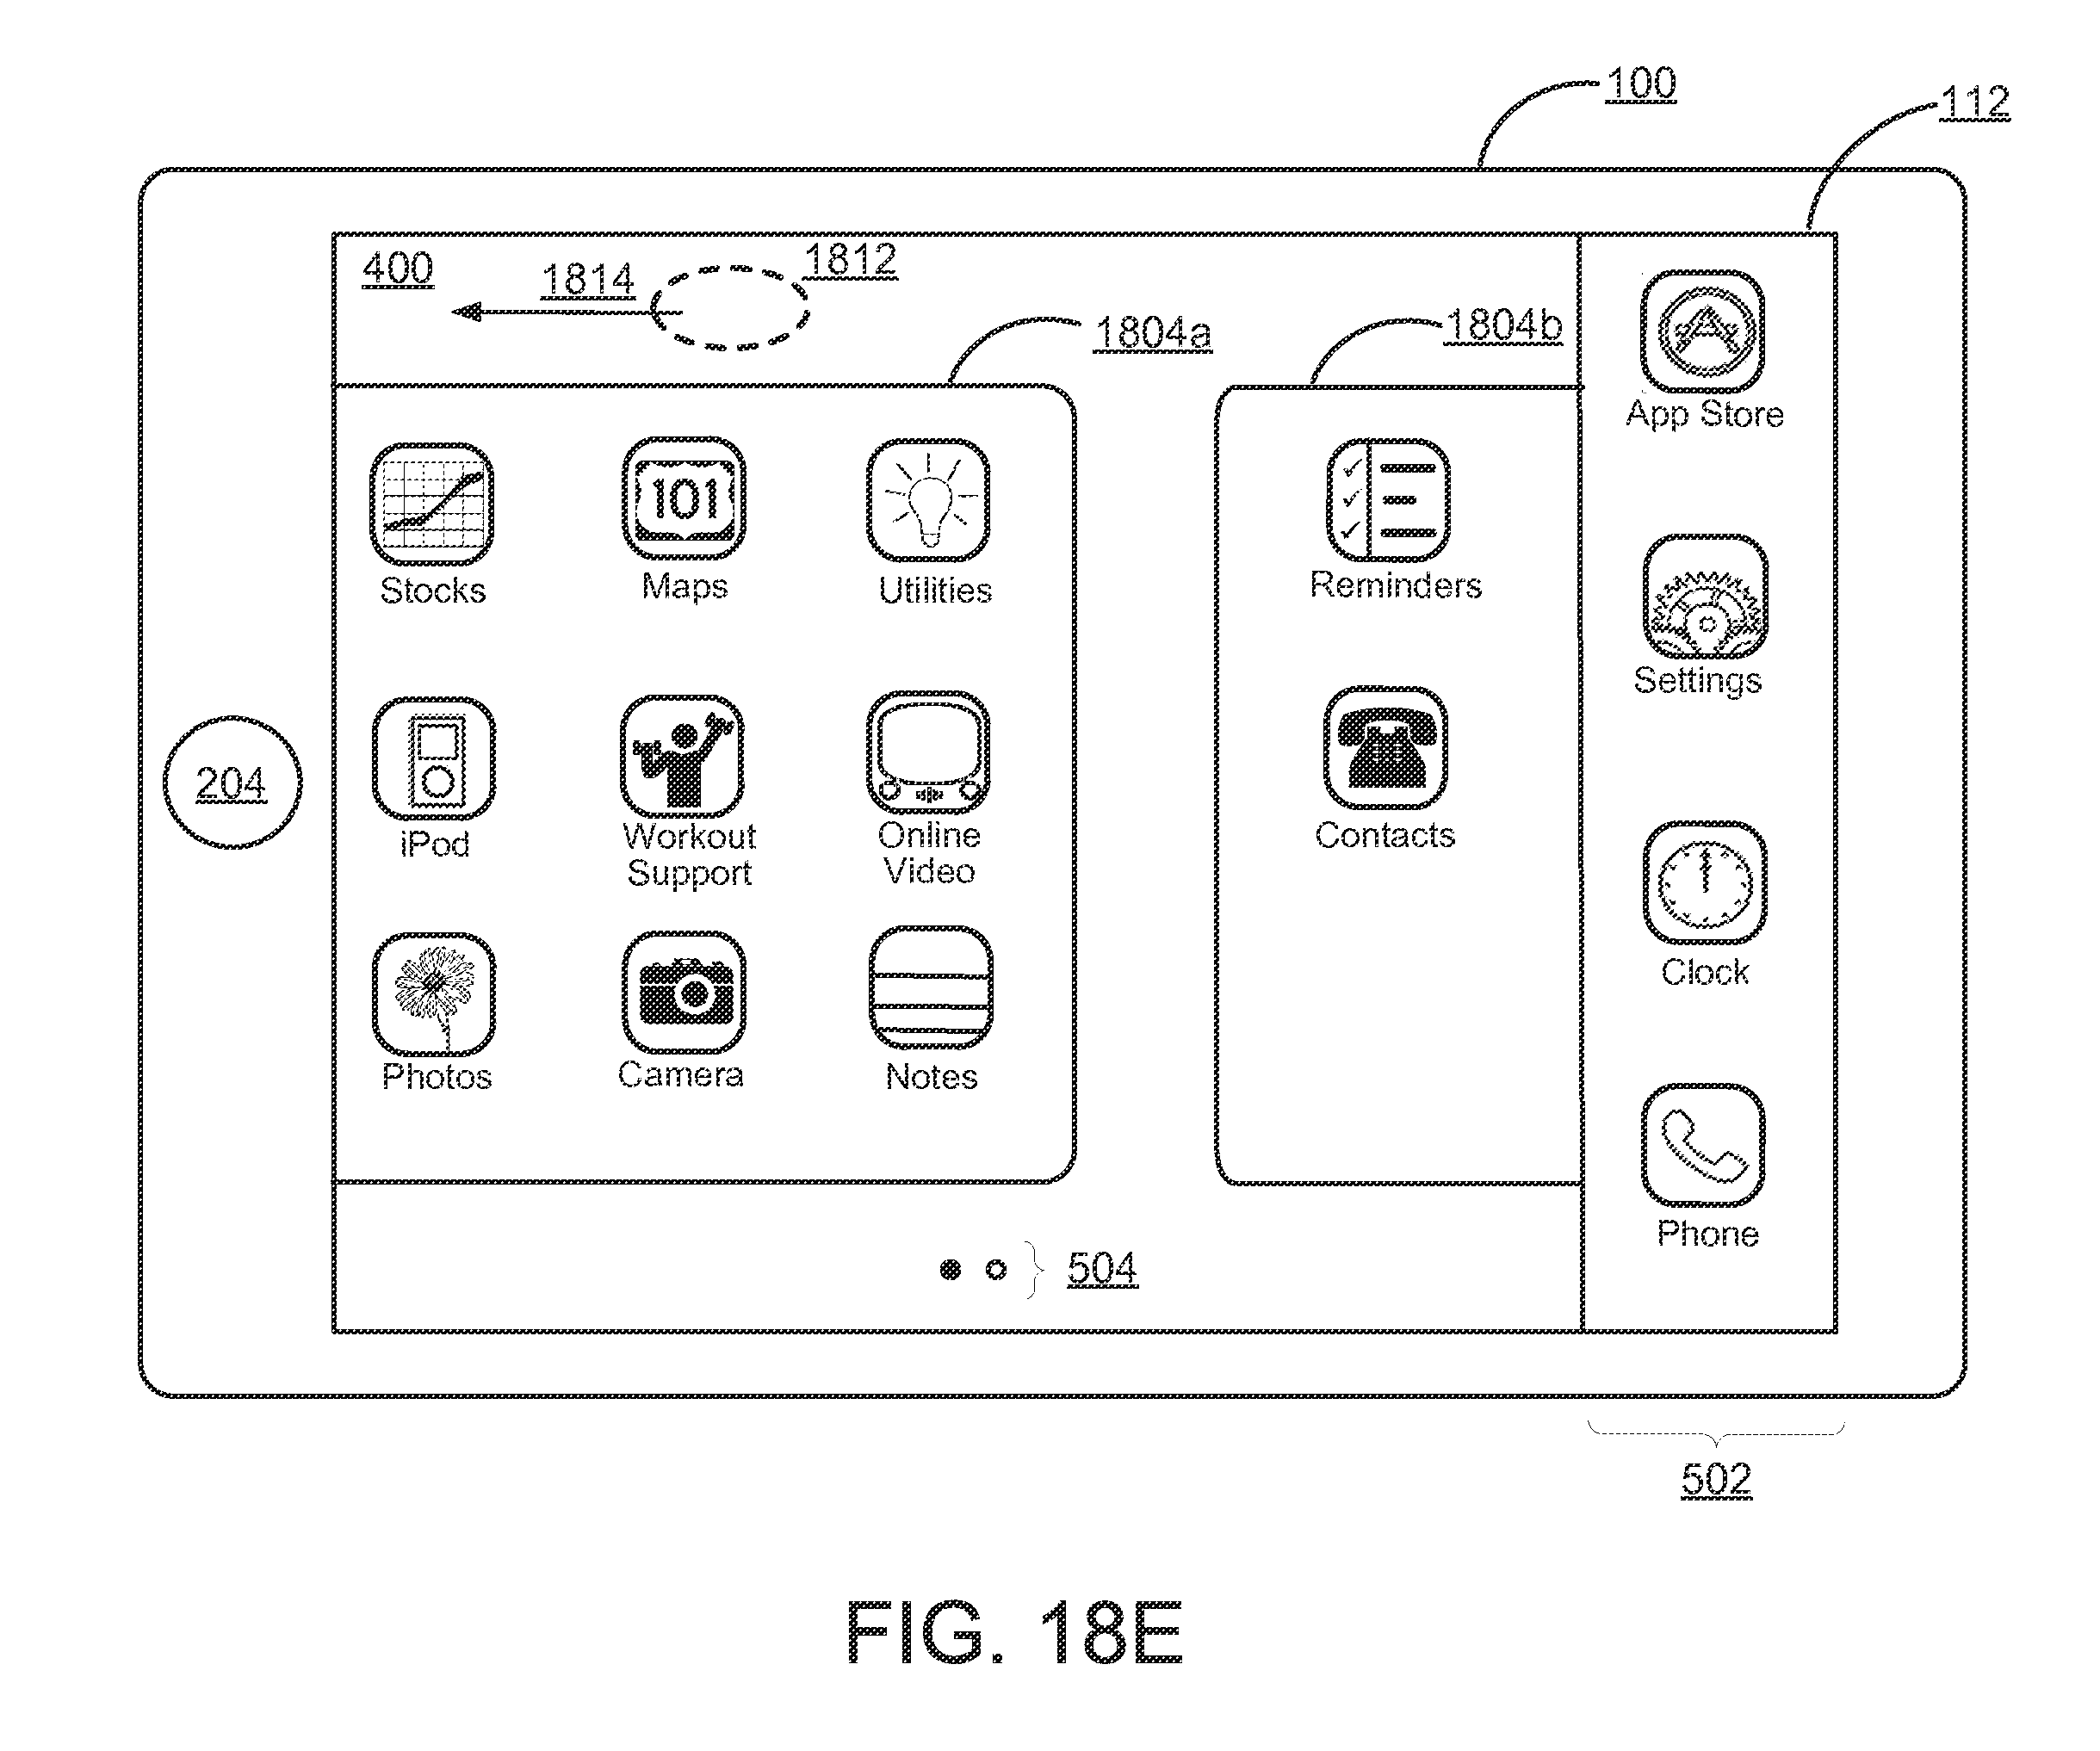 100
112
400
1814
1812
1804a
1804b
App Store
101
Stocks
Maps
Utilities
Reminders
Settings
204
iPod
Workout
Support
Online
Video
Contacts
Clock
Photos
Camera
Notes
Phone
504
502
FIG. 18E